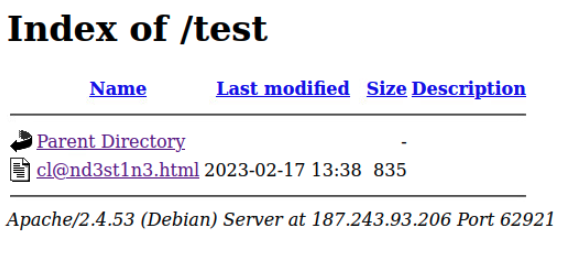 Index of /test
Name Last modified Size Description
Parent Directory -
cl@nd3st1n3.html 2023-02-17 13:38 835
Apache/2.4.53 (Debian) Server at 187.243.93.206 Port 62921